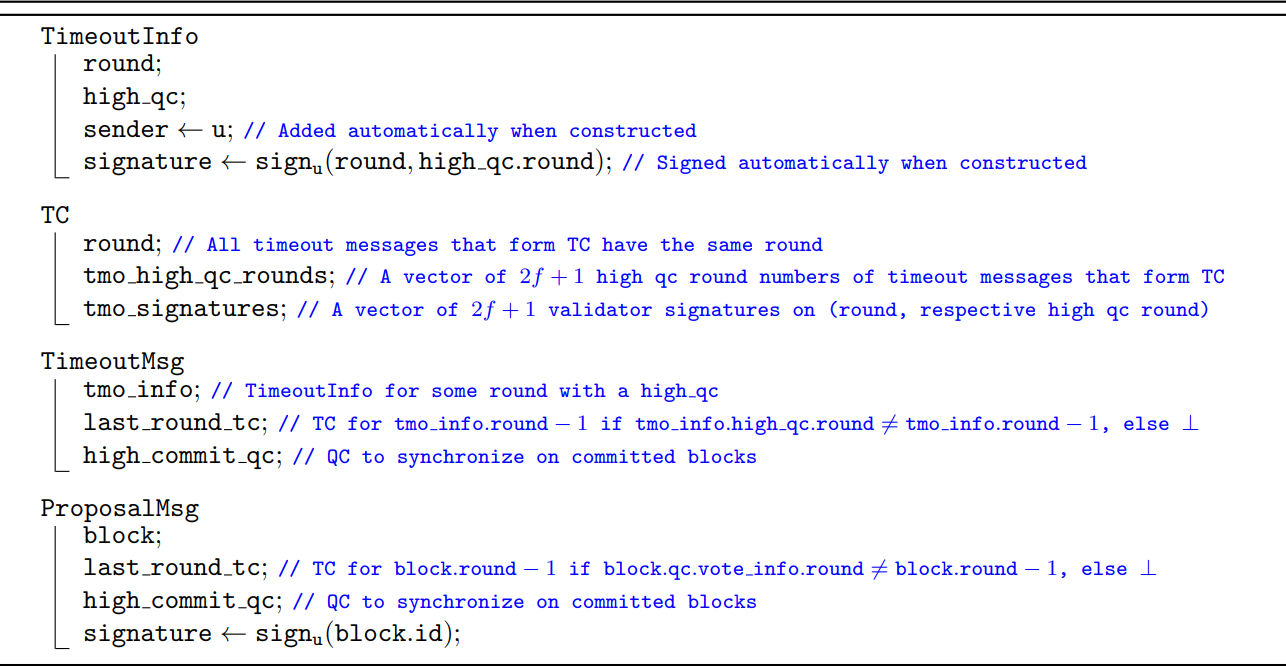 TimeoutInfo
round;
high_qc;
sender ← u; // Added automatically when constructed
signature ← sign_u(round, high_qc.round); // Signed automatically when constructed
TC
round; // All timeout messages that form TC have the same round
tmo_high_qc_rounds; // A vector of 2f + 1 high qc round numbers of timeout messages that form TC
tmo_signatures; // A vector of 2f + 1 validator signatures on (round, respective high qc round)
TimeoutMsg
tmo_info; // TimeoutInfo for some round with a high_qc
last_round_tc; // TC for tmo_info.round − 1 if tmo_info.high_qc.round ≠ tmo_info.round − 1, else ⊥
high_commit_qc; // QC to synchronize on committed blocks
ProposalMsg
block;
last_round_tc; // TC for block.round − 1 if block.qc.vote_info.round ≠ block.round − 1, else ⊥
high_commit_qc; // QC to synchronize on committed blocks
signature ← sign_u(block.id);